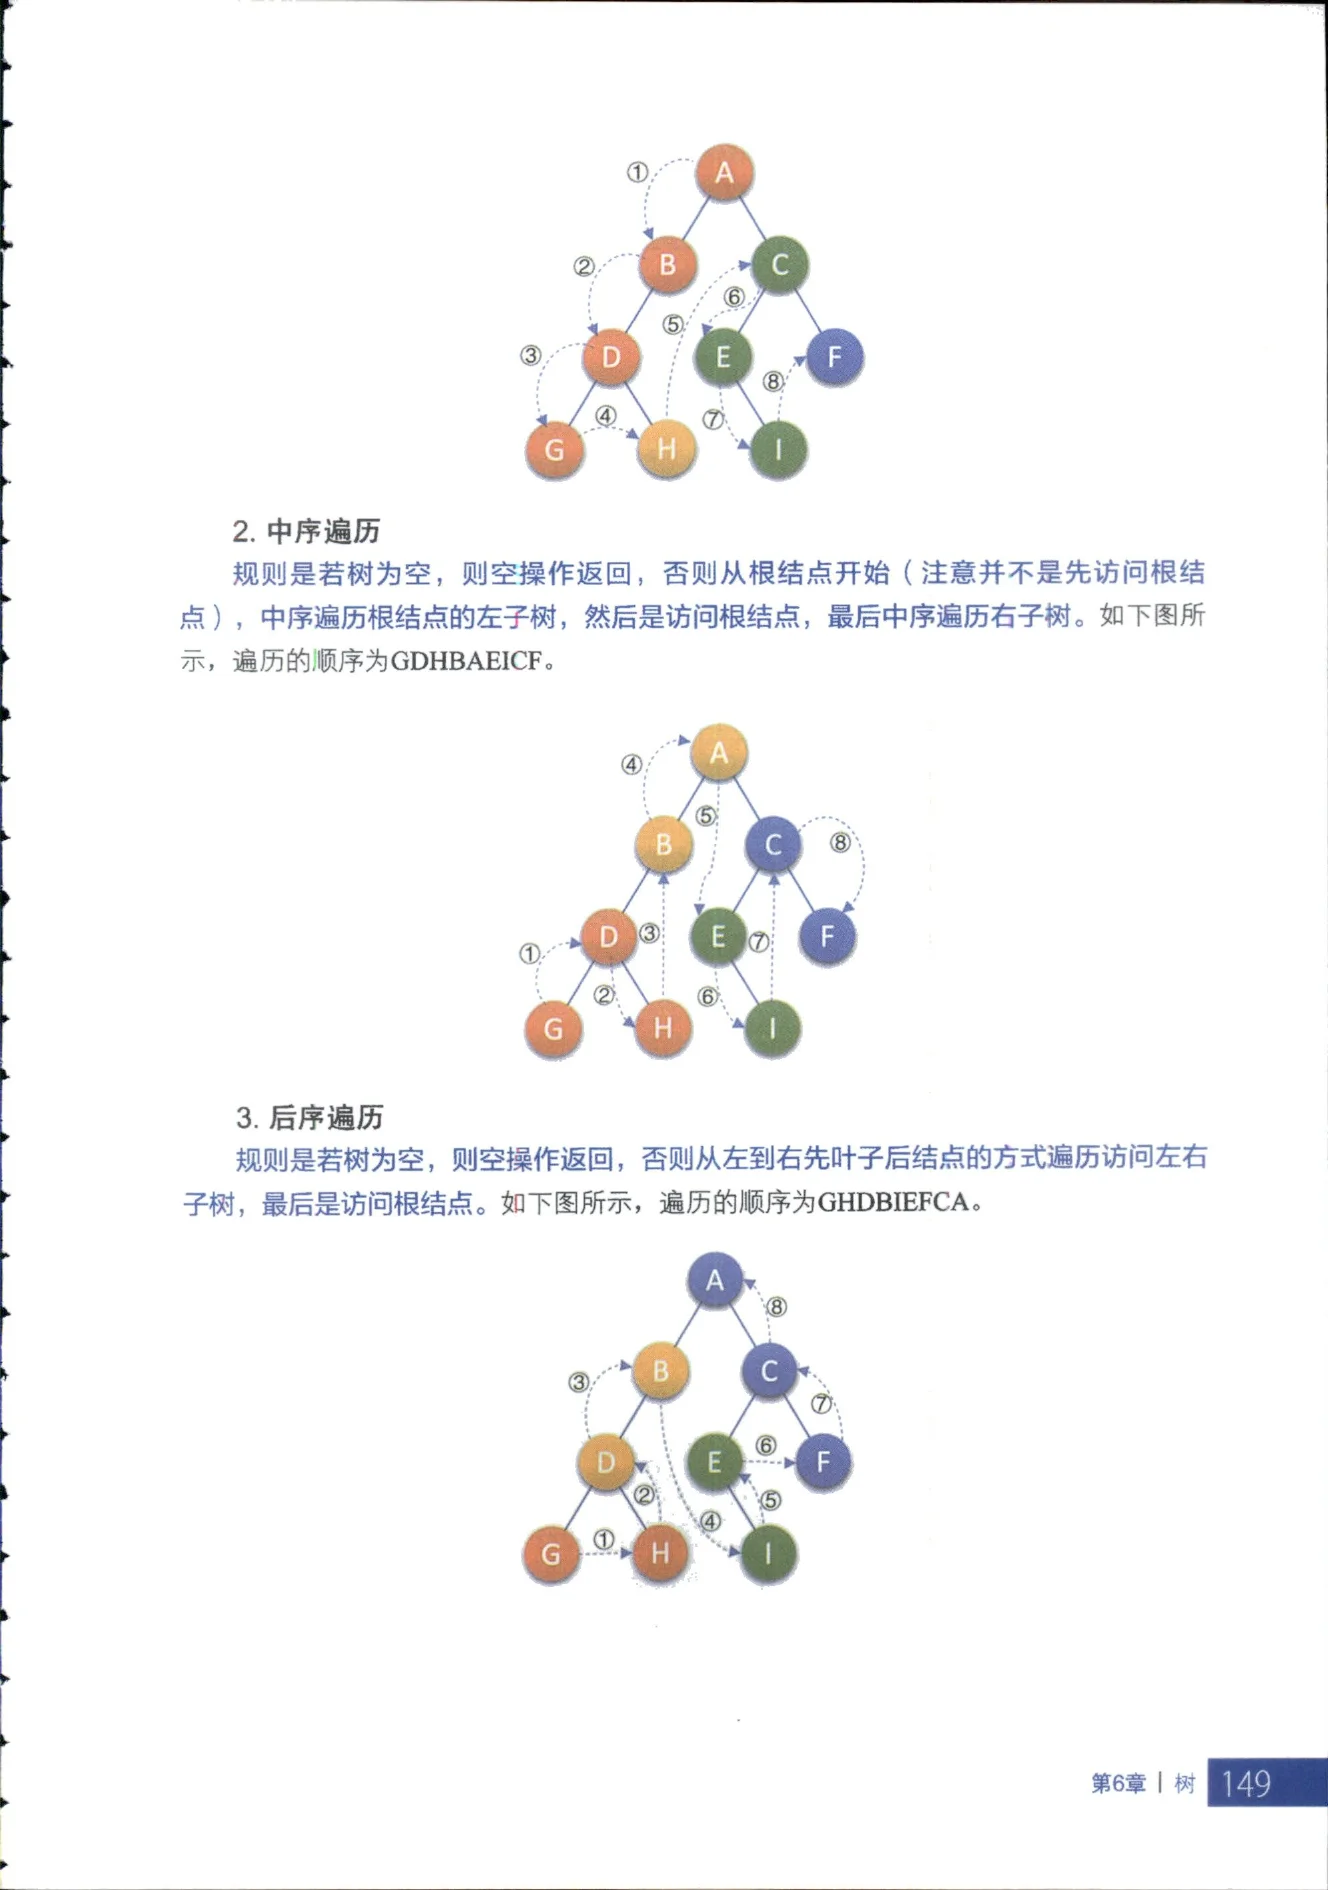 A
①
B
C
②
⑥
⑤
③
D
E
F
⑧
④
⑦
G
H
I
2. 中序遍历
规则是若树为空，则空操作返回，否则从根结点开始（注意并不是先访问根结
点），中序遍历根结点的左子树，然后是访问根结点，最后中序遍历右子树。如下图所
示，遍历的顺序为GDHBAEICF。
A
④
⑤
B
C
⑧
D
③
E
⑦
F
①
②
⑥
G
H
I
3. 后序遍历
规则是若树为空，则空操作返回，否则从左到右先叶子后结点的方式遍历访问左右
子树，最后是访问根结点。如下图所示，遍历的顺序为GHDBIEFCA。
A
⑧
B
C
③
⑦
⑥
D
E
F
②
⑤
④
①
G
H
I
第6章 | 树 149